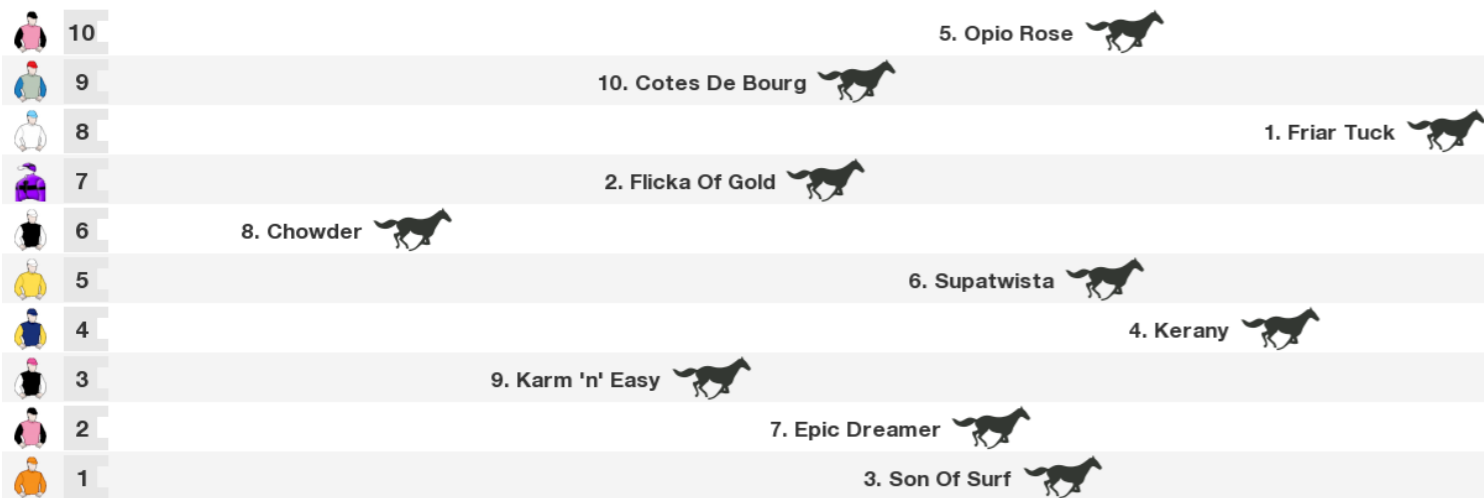 10 5. Opio Rose
9 10. Cotes De Bourg
8 1. Friar Tuck
7 2. Flicka Of Gold
6 8. Chowder
5 6. Supatwista
4 4. Kerany
3 9. Karm 'n' Easy
2 7. Epic Dreamer
1 3. Son Of Surf